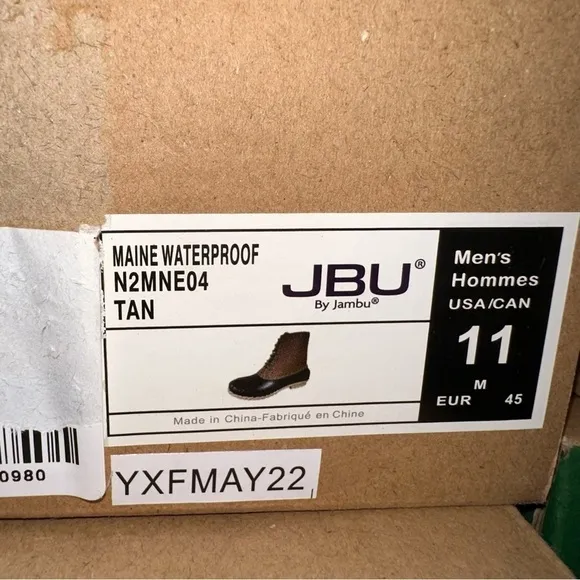 MAINE WATERPROOF
N2MNE04
TAN
JBU®
By Jambu®
Made in China-Fabriqué en Chine
Men's
Hommes
USA/CAN
11
M
EUR 45
0980
YXFMAY22